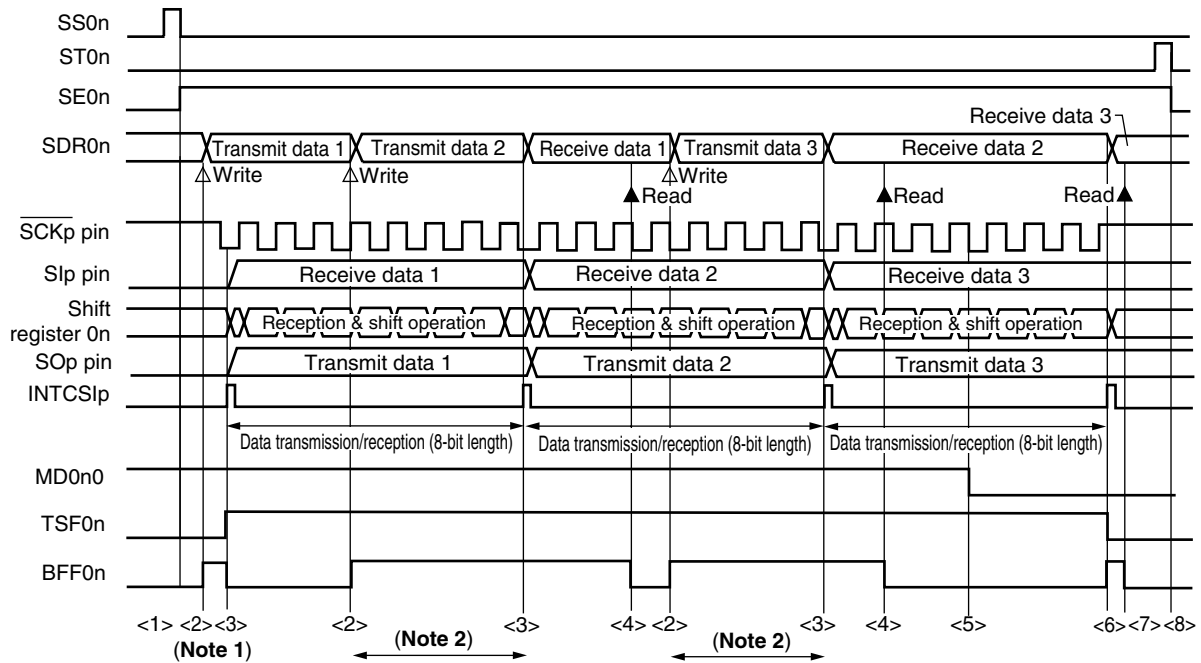 SS0n
ST0n
SE0n
Receive data 3
SDR0n
Transmit data 1 Transmit data 2 Receive data 1 Transmit data 3 Receive data 2
Write Write Write
Read Read Read
SCKp pin
SIp pin
Receive data 1 Receive data 2 Receive data 3
Shift
register 0n
Reception & shift operation Reception & shift operation Reception & shift operation
SOp pin
Transmit data 1 Transmit data 2 Transmit data 3
INTCSIp
Data transmission/reception (8-bit length) Data transmission/reception (8-bit length) Data transmission/reception (8-bit length)
MD0n0
TSF0n
BFF0n
<1> <2> <3> <2> <3> <4> <2> <3> <4> <5> <6> <7> <8>
(Note 1) (Note 2) (Note 2)